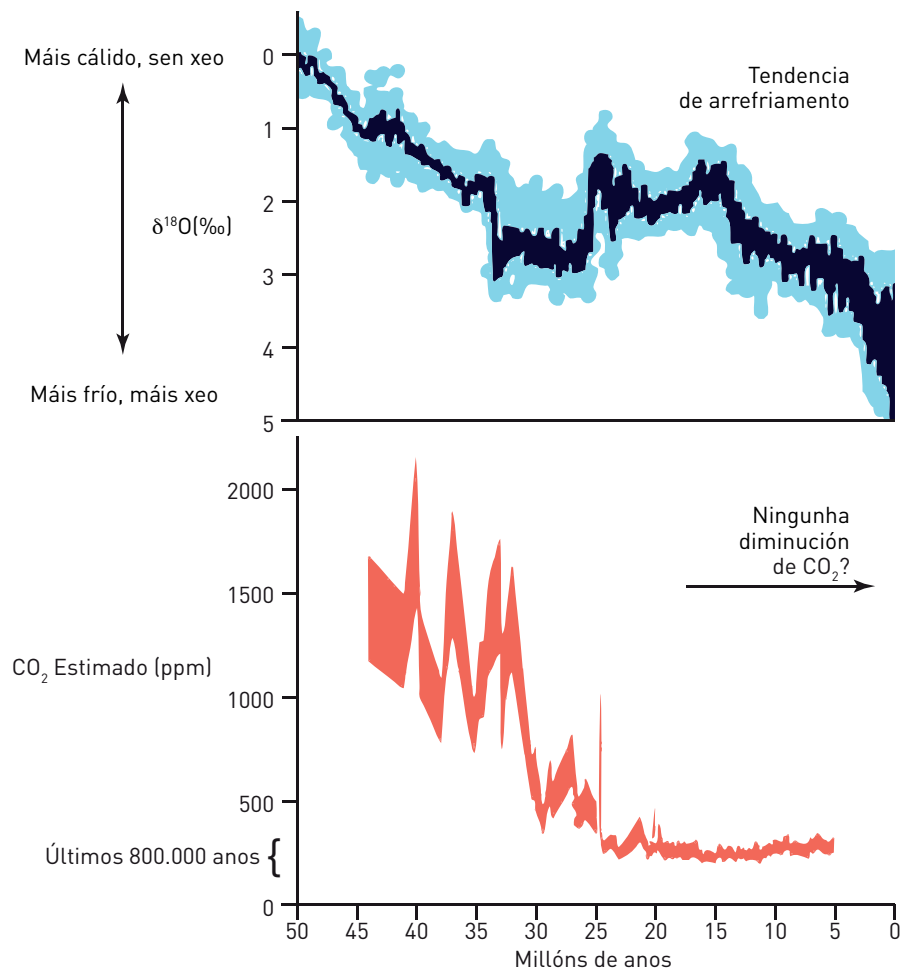 Máis cálido, sen xeo
δ¹⁸O(‰)
Máis frío, máis xeo
0
1
2
3
4
5
Tendencia
de arrefriamento
CO₂ Estimado (ppm)
Últimos 800.000 anos {
2000
1500
1000
500
0
Ningunha
diminución
de CO₂?
50 45 40 35 30 25 20 15 10 5 0
Millóns de anos